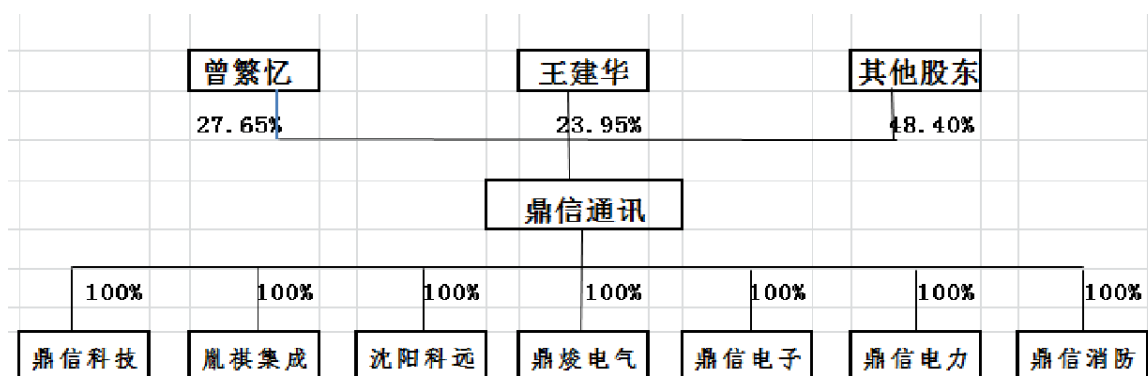 曾繁忆 王建华 其他股东
27.65% 23.95% 48.40%
鼎信通讯
100% 100% 100% 100% 100% 100% 100%
鼎信科技 胤祺集成 沈阳科远 鼎焌电气 鼎信电子 鼎信电力 鼎信消防